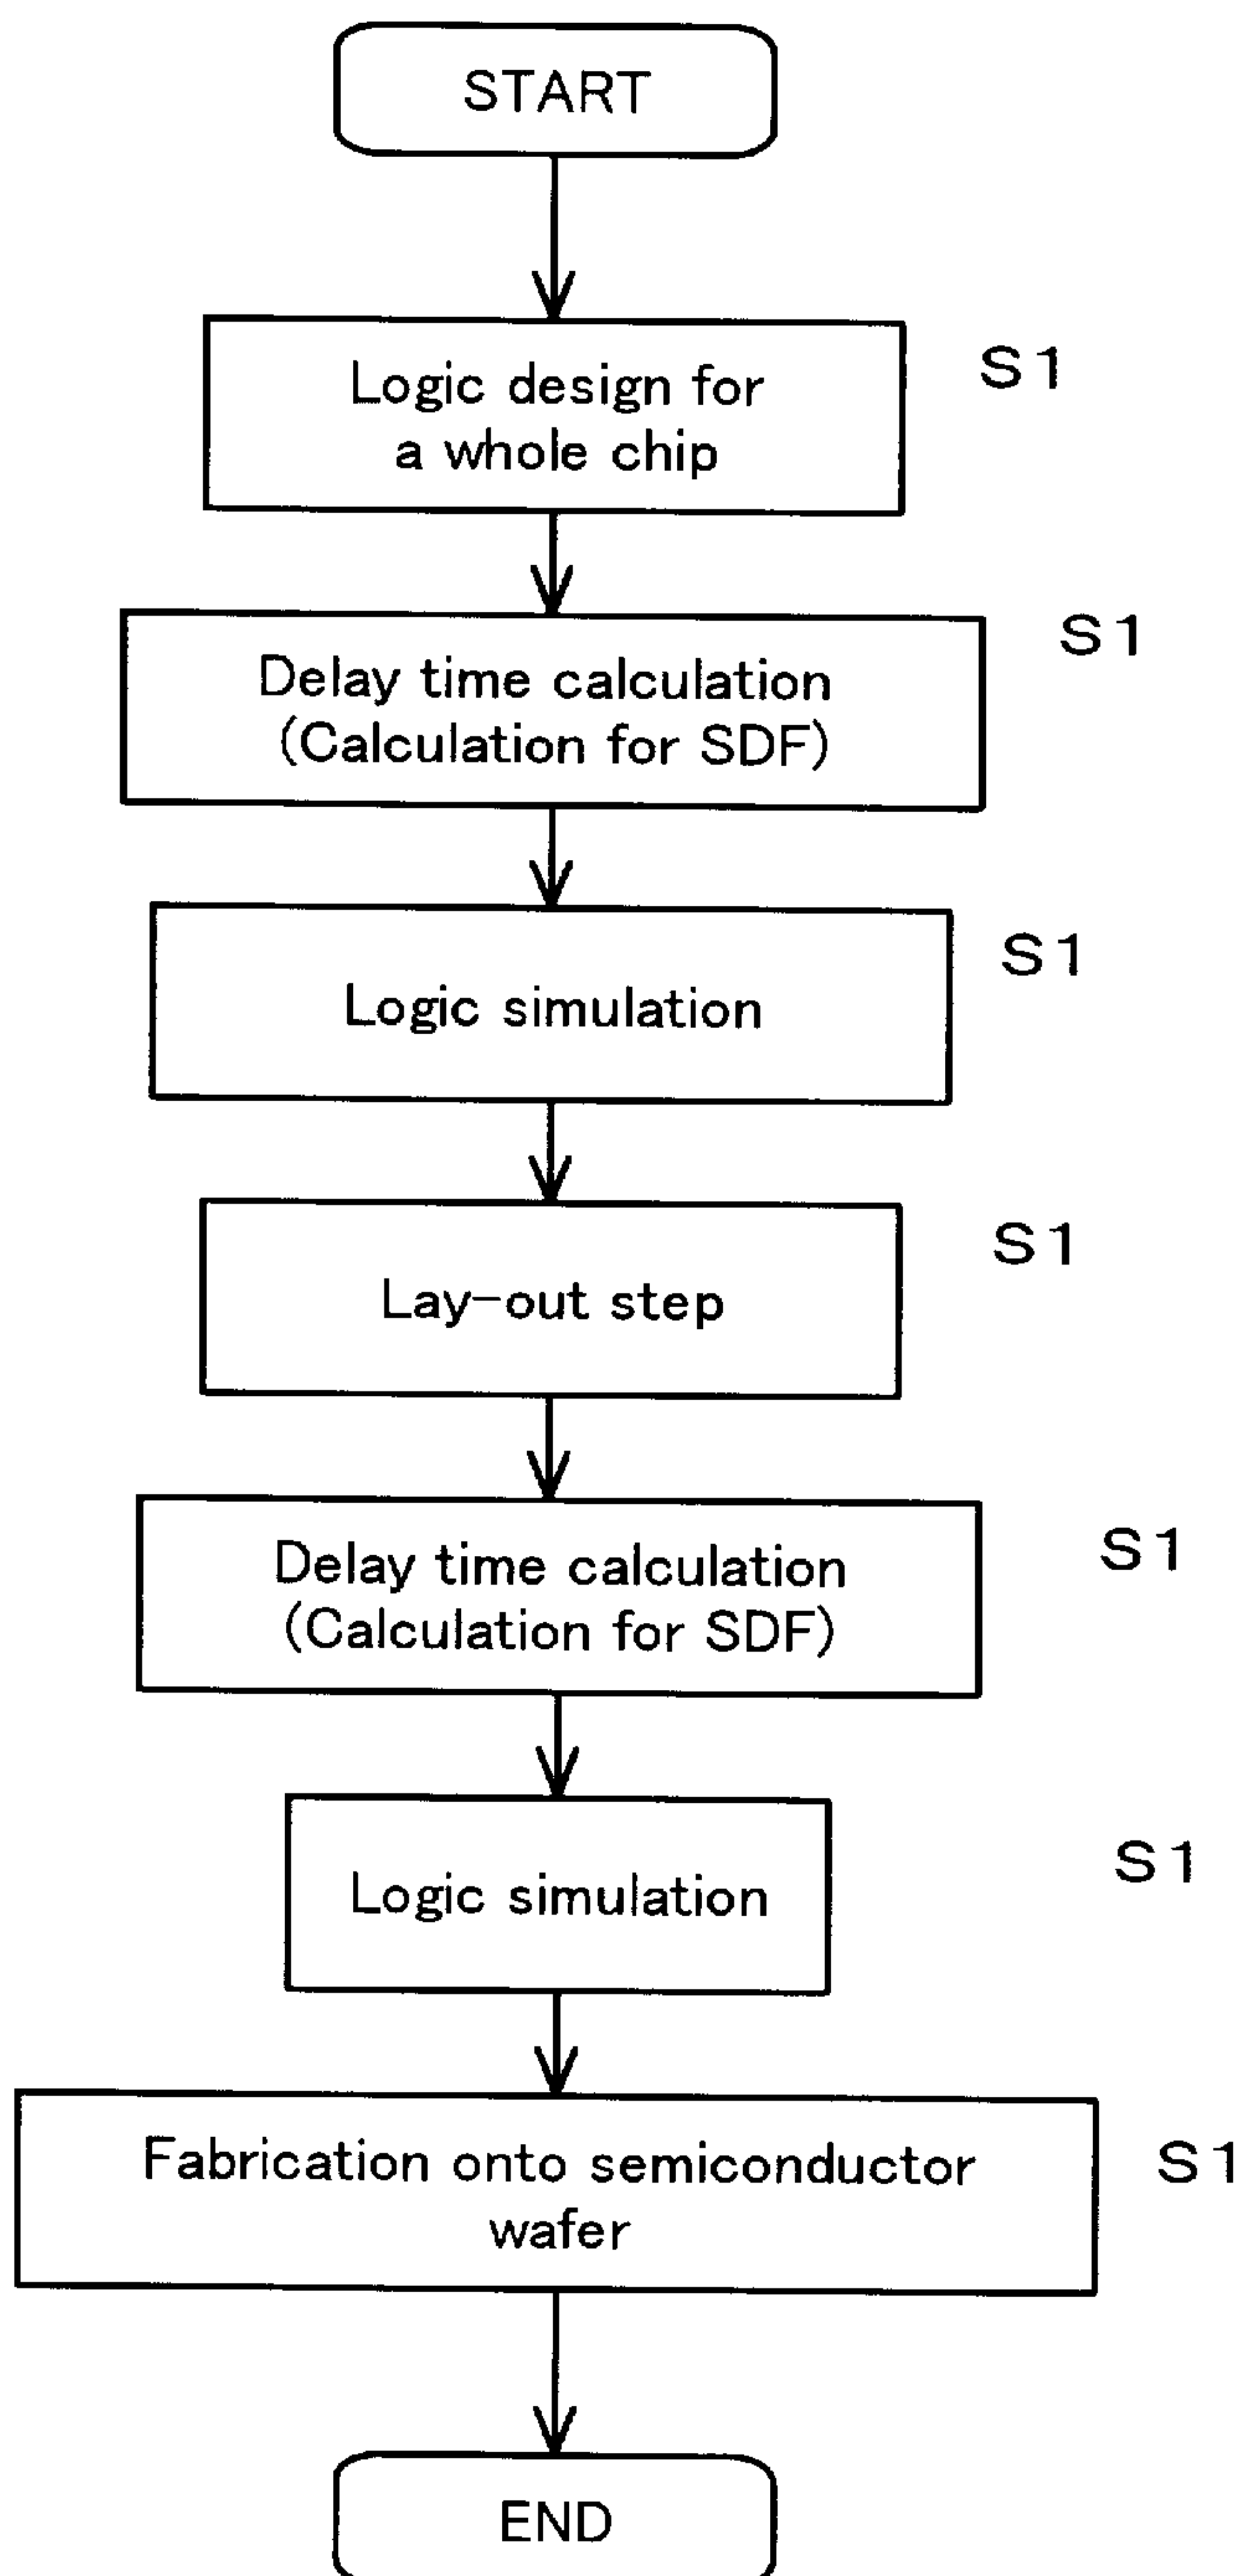 START
Logic design for
a whole chip
S1
Delay time calculation
(Calculation for SDF)
S1
Logic simulation
S1
Lay-out step
S1
Delay time calculation
(Calculation for SDF)
S1
Logic simulation
S1
Fabrication onto semiconductor
wafer
S1
END